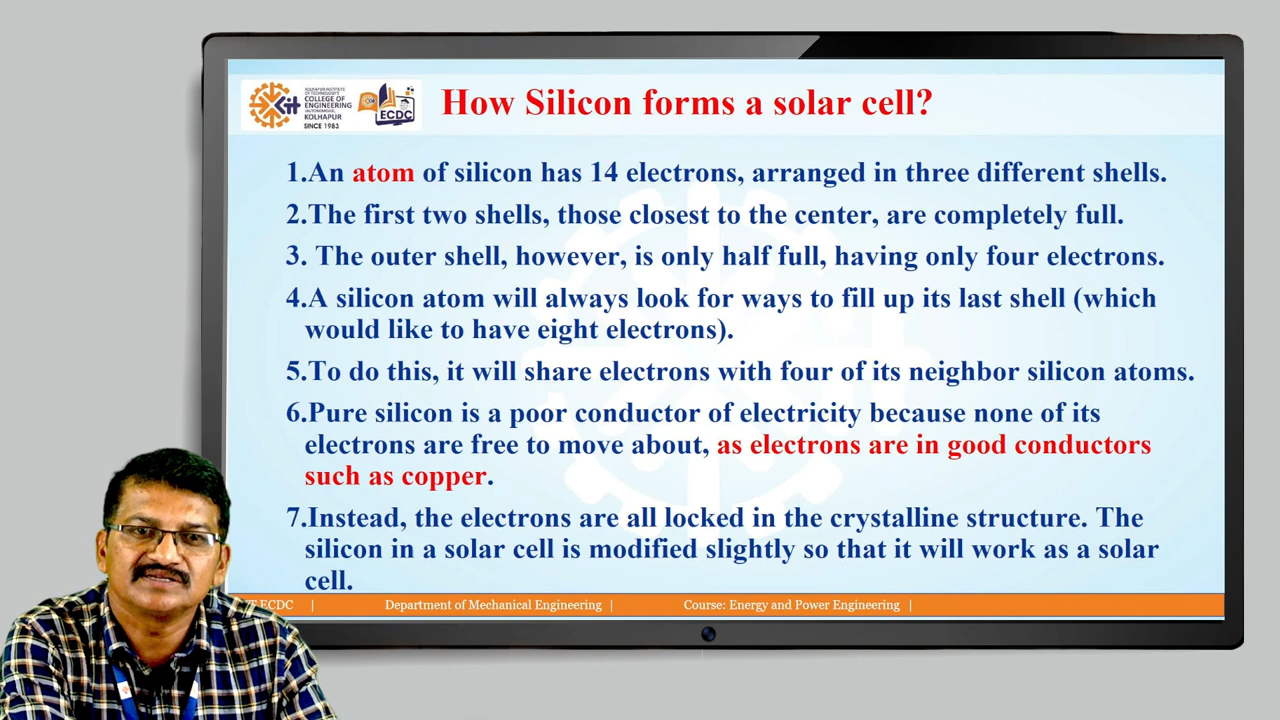 KOLHAPUR INSTITUTE
OF TECHNOLOGY'S
COLLEGE OF
ENGINEERING
(AUTONOMOUS),
KOLHAPUR
SINCE 1983
KIT
ECDC
How Silicon forms a solar cell?
1.An atom of silicon has 14 electrons, arranged in three different shells.
2.The first two shells, those closest to the center, are completely full.
3. The outer shell, however, is only half full, having only four electrons.
4.A silicon atom will always look for ways to fill up its last shell (which
would like to have eight electrons).
5.To do this, it will share electrons with four of its neighbor silicon atoms.
6.Pure silicon is a poor conductor of electricity because none of its
electrons are free to move about, as electrons are in good conductors
such as copper.
7.Instead, the electrons are all locked in the crystalline structure. The
silicon in a solar cell is modified slightly so that it will work as a solar
cell.
T ECDC | Department of Mechanical Engineering | Course: Energy and Power Engineering |